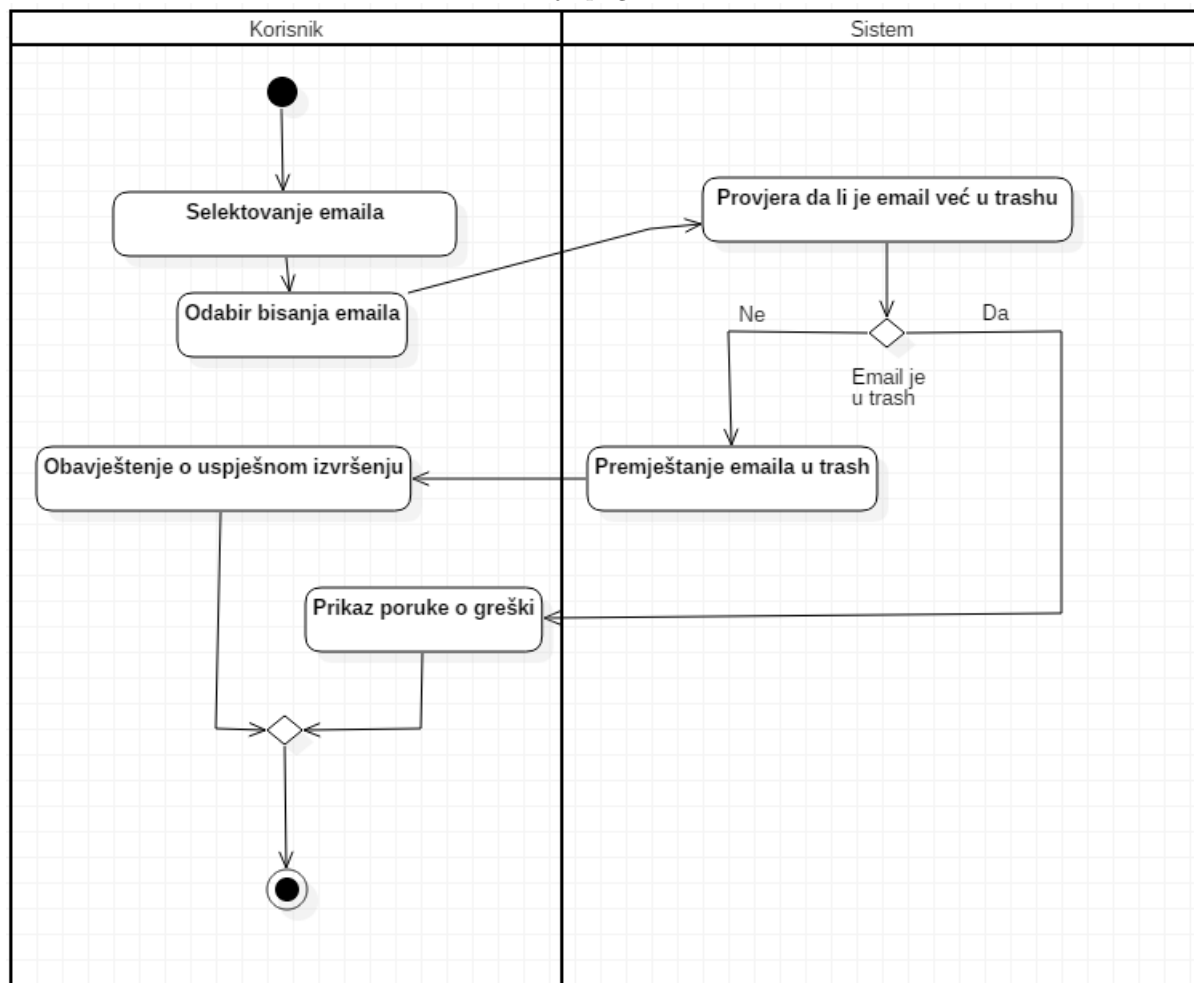 Korisnik
Sistem
Selektovanje emaila
Provjera da li je email već u trashu
Odabir bisanja emaila
Ne
Da
Email je
u trash
Obavještenje o uspješnom izvršenju
Premještanje emaila u trash
Prikaz poruke o greški